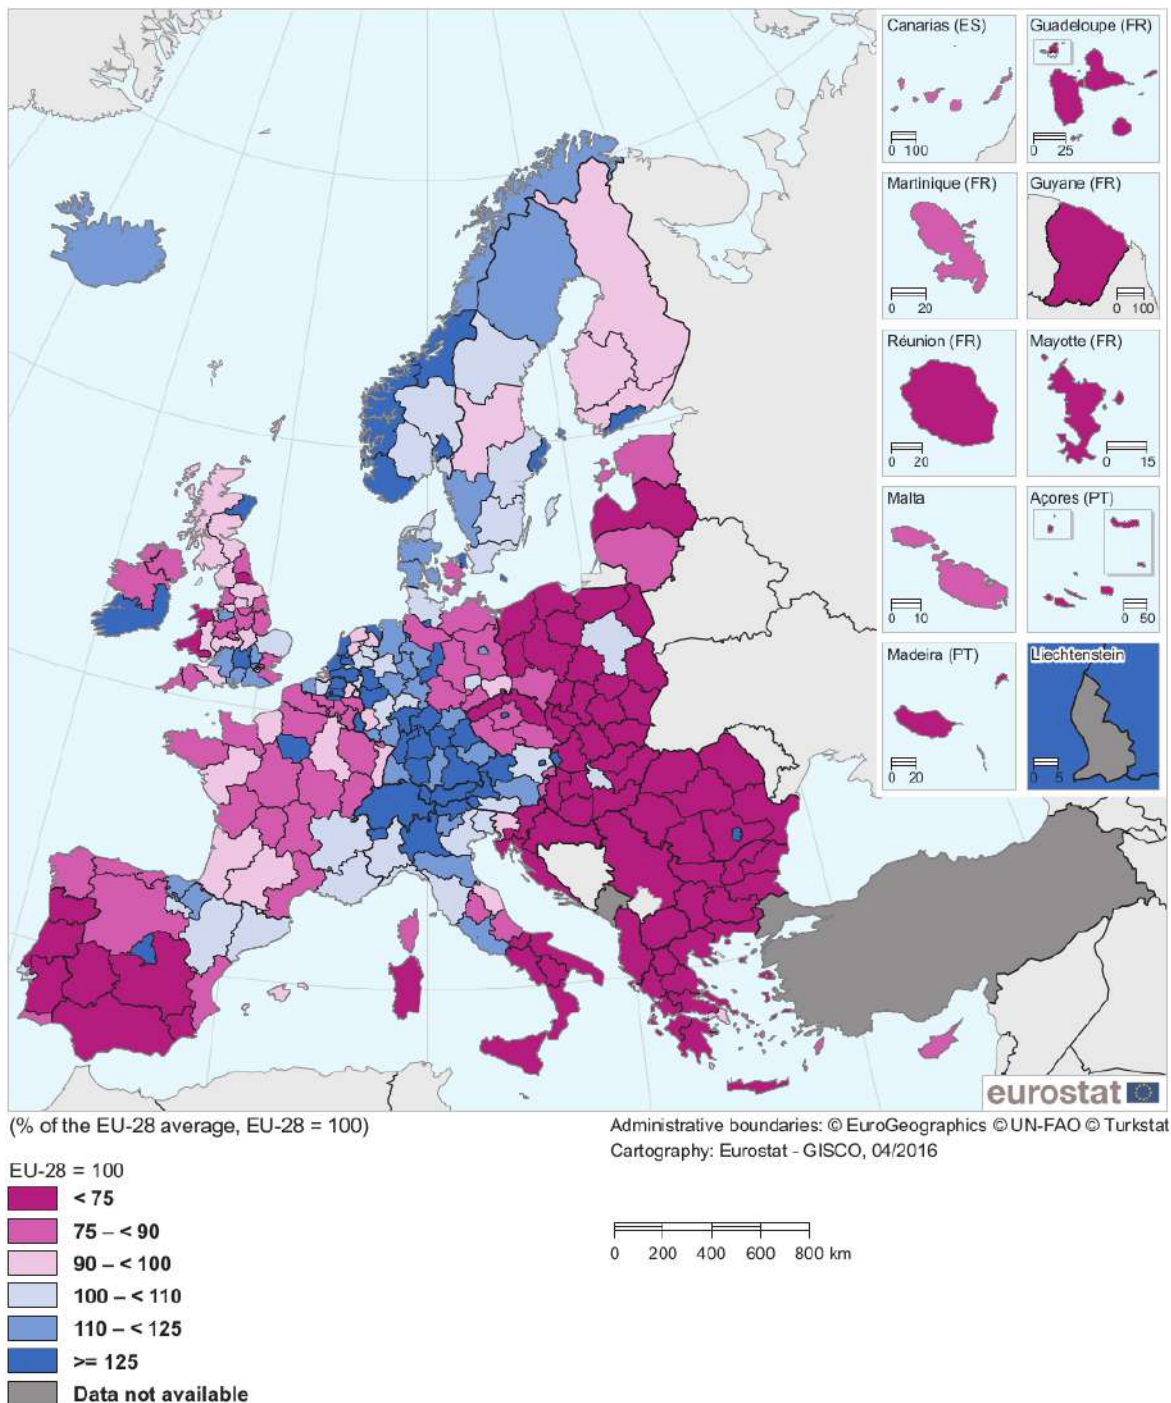 Canarias (ES)
0 100
Guadeloupe (FR)
0 25
Martinique (FR)
0 20
Guyane (FR)
0 100
Réunion (FR)
0 20
Mayotte (FR)
0 15
Malta
0 10
Açores (PT)
0 50
Madeira (PT)
0 20
Liechtenstein
0 5
eurostat
(% of the EU-28 average, EU-28 = 100)
Administrative boundaries: © EuroGeographics © UN-FAO © Turkstat
Cartography: Eurostat - GISCO, 04/2016
EU-28 = 100
< 75
75 – < 90
90 – < 100
100 – < 110
110 – < 125
>= 125
Data not available
0 200 400 600 800 km